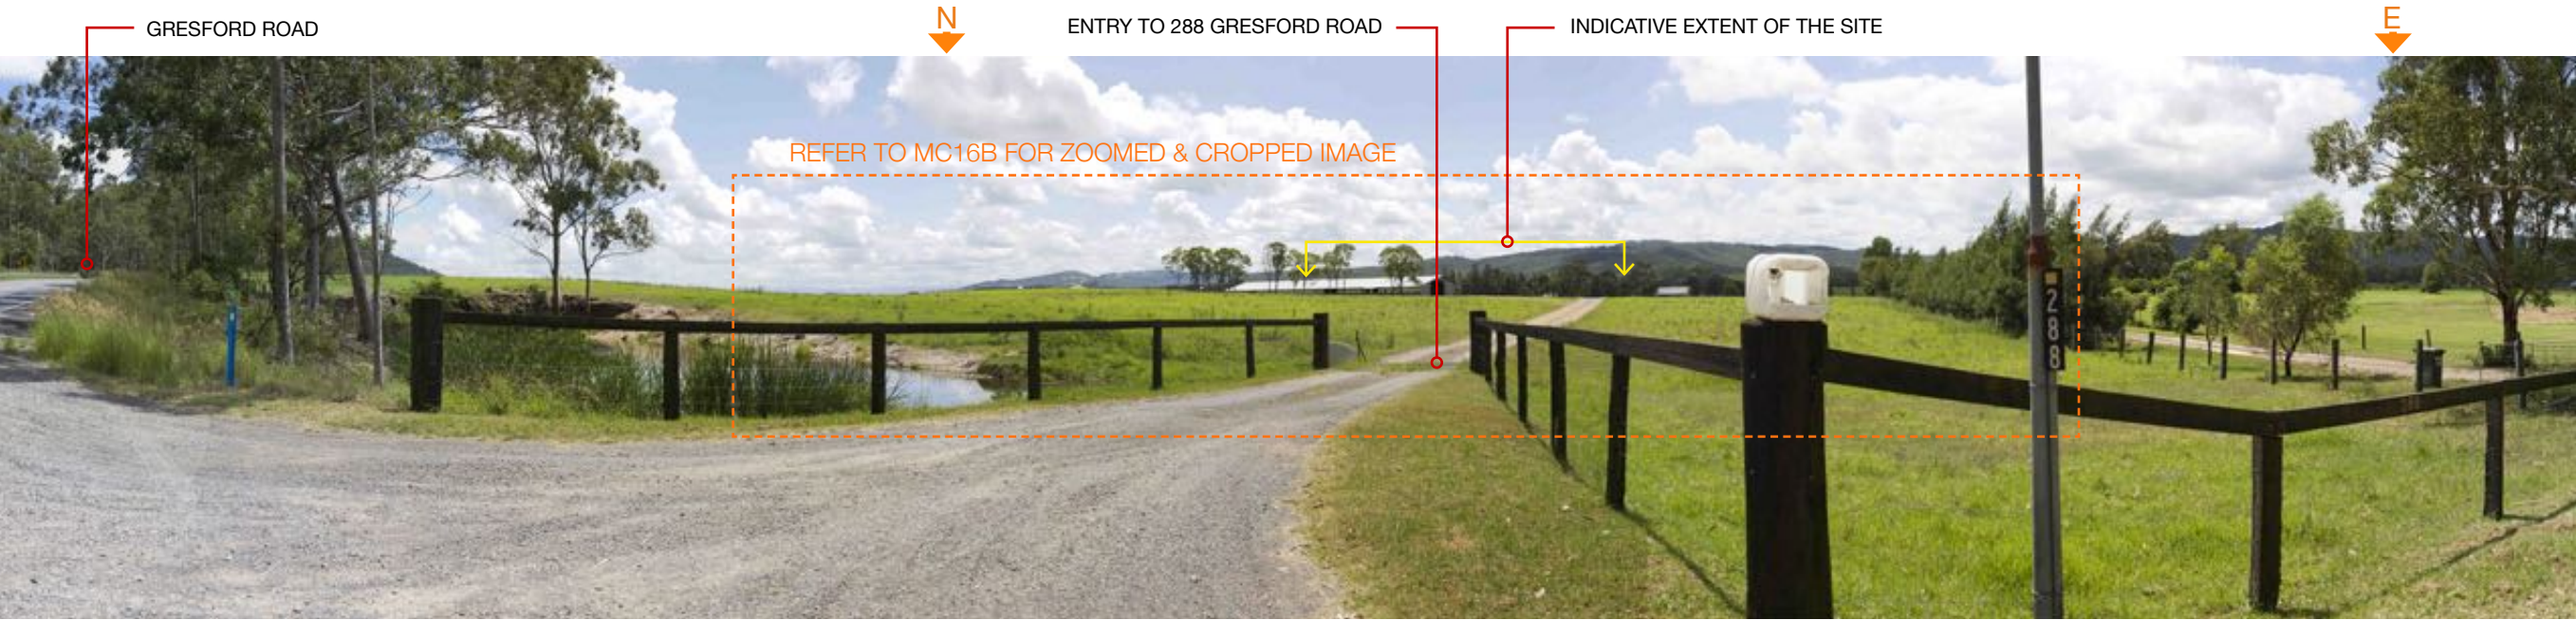 GRESFORD ROAD
N
ENTRY TO 288 GRESFORD ROAD
INDICATIVE EXTENT OF THE SITE
E
REFER TO MC16B FOR ZOOMED & CROPPED IMAGE
288